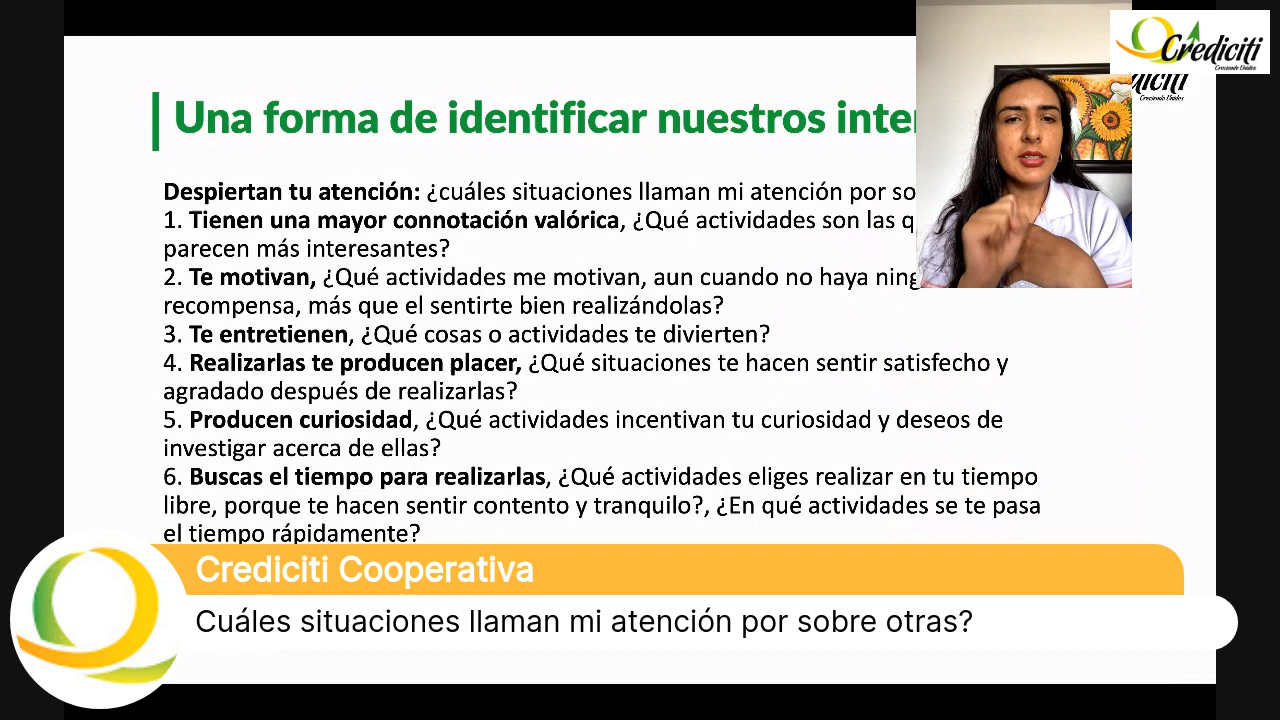 Una forma de identificar nuestros
Despiertan tu atención: ¿cuáles situaciones llaman mi atención por
1. Tienen una mayor connotación valórica, ¿Qué actividades son las
parecen más interesantes?
2. Te motivan, ¿Qué actividades me motivan, aun cuando no haya
recompensa, más que el sentirte bien realizándolas?
3. Te entretienen, ¿Qué cosas o actividades te divierten?
4. Realizarlas te producen placer, ¿Qué situaciones te hacen sentir satisfecho y
agradado después de realizarlas?
5. Producen curiosidad, ¿Qué actividades incentivan tu curiosidad y deseos de
investigar acerca de ellas?
6. Buscas el tiempo para realizarlas, ¿Qué actividades eliges realizar en tu tiempo
libre, porque te hacen sentir contento y tranquilo?, ¿En qué actividades se te pasa
el tiempo rápidamente?
Crediciti
Creciendo Unidos
Creciendo Unidos
Crediciti Cooperativa
Cuáles situaciones llaman mi atención por sobre otras?